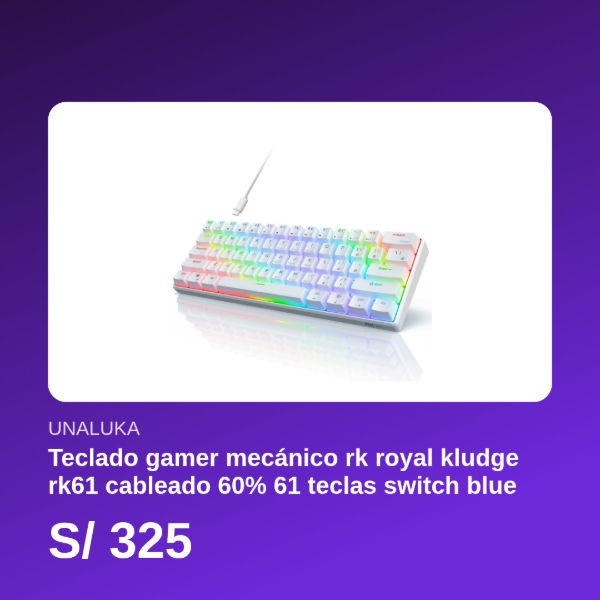 UNALUKA
Teclado gamer mecánico rk royal kludge
rk61 cableado 60% 61 teclas switch blue
S/ 325